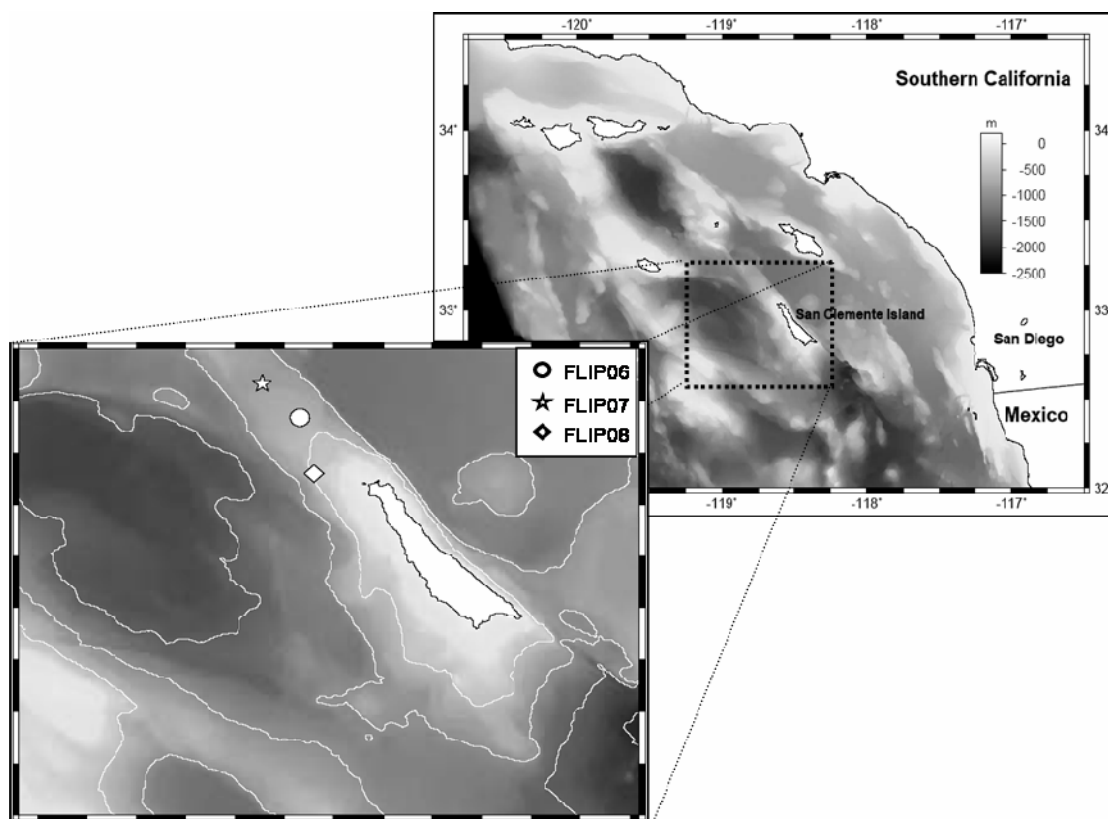 -120° -119° -118° -117°
Southern California
m
34° 34
0
-500
-1000
-1500
-2000
-2500
33° 33
San Clemente Island
San Diego
Mexico
32
-119° -118° -117°
FLIP06
FLIP07
FLIP08